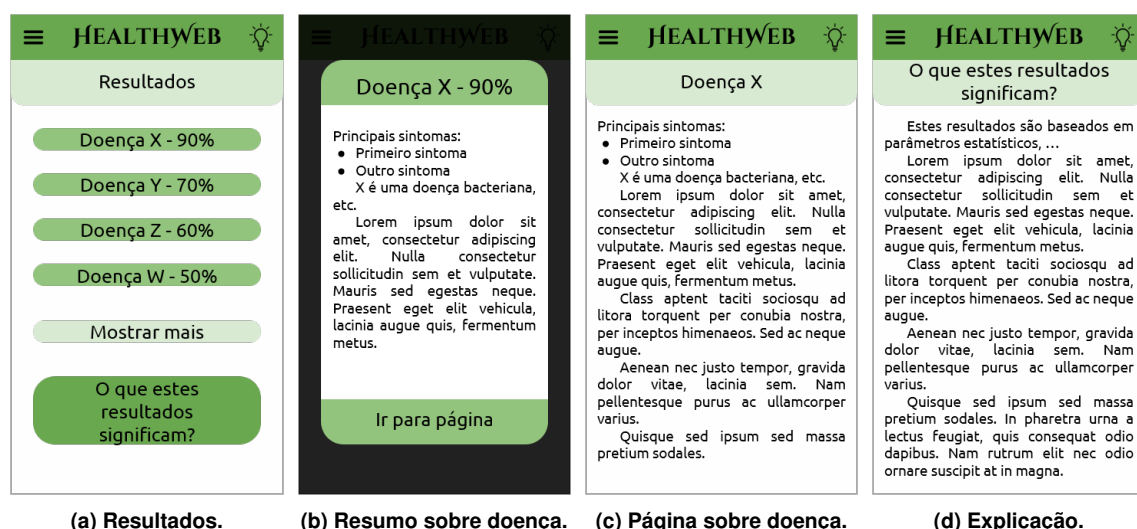 HEALTHWEB
Resultados
Doença X - 90%
Doença Y - 70%
Doença Z - 60%
Doença W - 50%
Mostrar mais
O que estes
resultados
significam?
(a) Resultados.
HEALTHWEB
Doença X - 90%
Principais sintomas:
● Primeiro sintoma
● Outro sintoma
X é uma doença bacteriana,
etc.
Lorem ipsum dolor sit
amet, consectetur adipiscing
elit. Nulla consectetur
sollicitudin sem et vulputate.
Mauris sed egestas neque.
Praesent eget elit vehicula,
lacinia augue quis, fermentum
metus.
Ir para página
(b) Resumo sobre doença.
HEALTHWEB
Doença X
Principais sintomas:
● Primeiro sintoma
● Outro sintoma
X é uma doença bacteriana, etc.
Lorem ipsum dolor sit amet,
consectetur adipiscing elit. Nulla
consectetur sollicitudin sem et
vulputate. Mauris sed egestas neque.
Praesent eget elit vehicula, lacinia
augue quis, fermentum metus.
Class aptent taciti sociosqu ad
litora torquent per conubia nostra,
per inceptos himenaeos. Sed ac neque
augue.
Aenean nec justo tempor, gravida
dolor vitae, lacinia sem. Nam
pellentesque purus ac ullamcorper
varius.
Quisque sed ipsum sed massa
pretium sodales.
(c) Página sobre doença.
HEALTHWEB
O que estes resultados
significam?
Estes resultados são baseados em
parâmetros estatísticos, ...
Lorem ipsum dolor sit amet,
consectetur adipiscing elit. Nulla
consectetur sollicitudin sem et
vulputate. Mauris sed egestas neque.
Praesent eget elit vehicula, lacinia
augue quis, fermentum metus.
Class aptent taciti sociosqu ad
litora torquent per conubia nostra,
per inceptos himenaeos. Sed ac neque
augue.
Aenean nec justo tempor, gravida
dolor vitae, lacinia sem. Nam
pellentesque purus ac ullamcorper
varius.
Quisque sed ipsum sed massa
pretium sodales. In pharetra urna a
lectus feugiat, quis consequat odio
dapibus. Nam rutrum elit nec odio
ornare suscipit at in magna.
(d) Explicação.